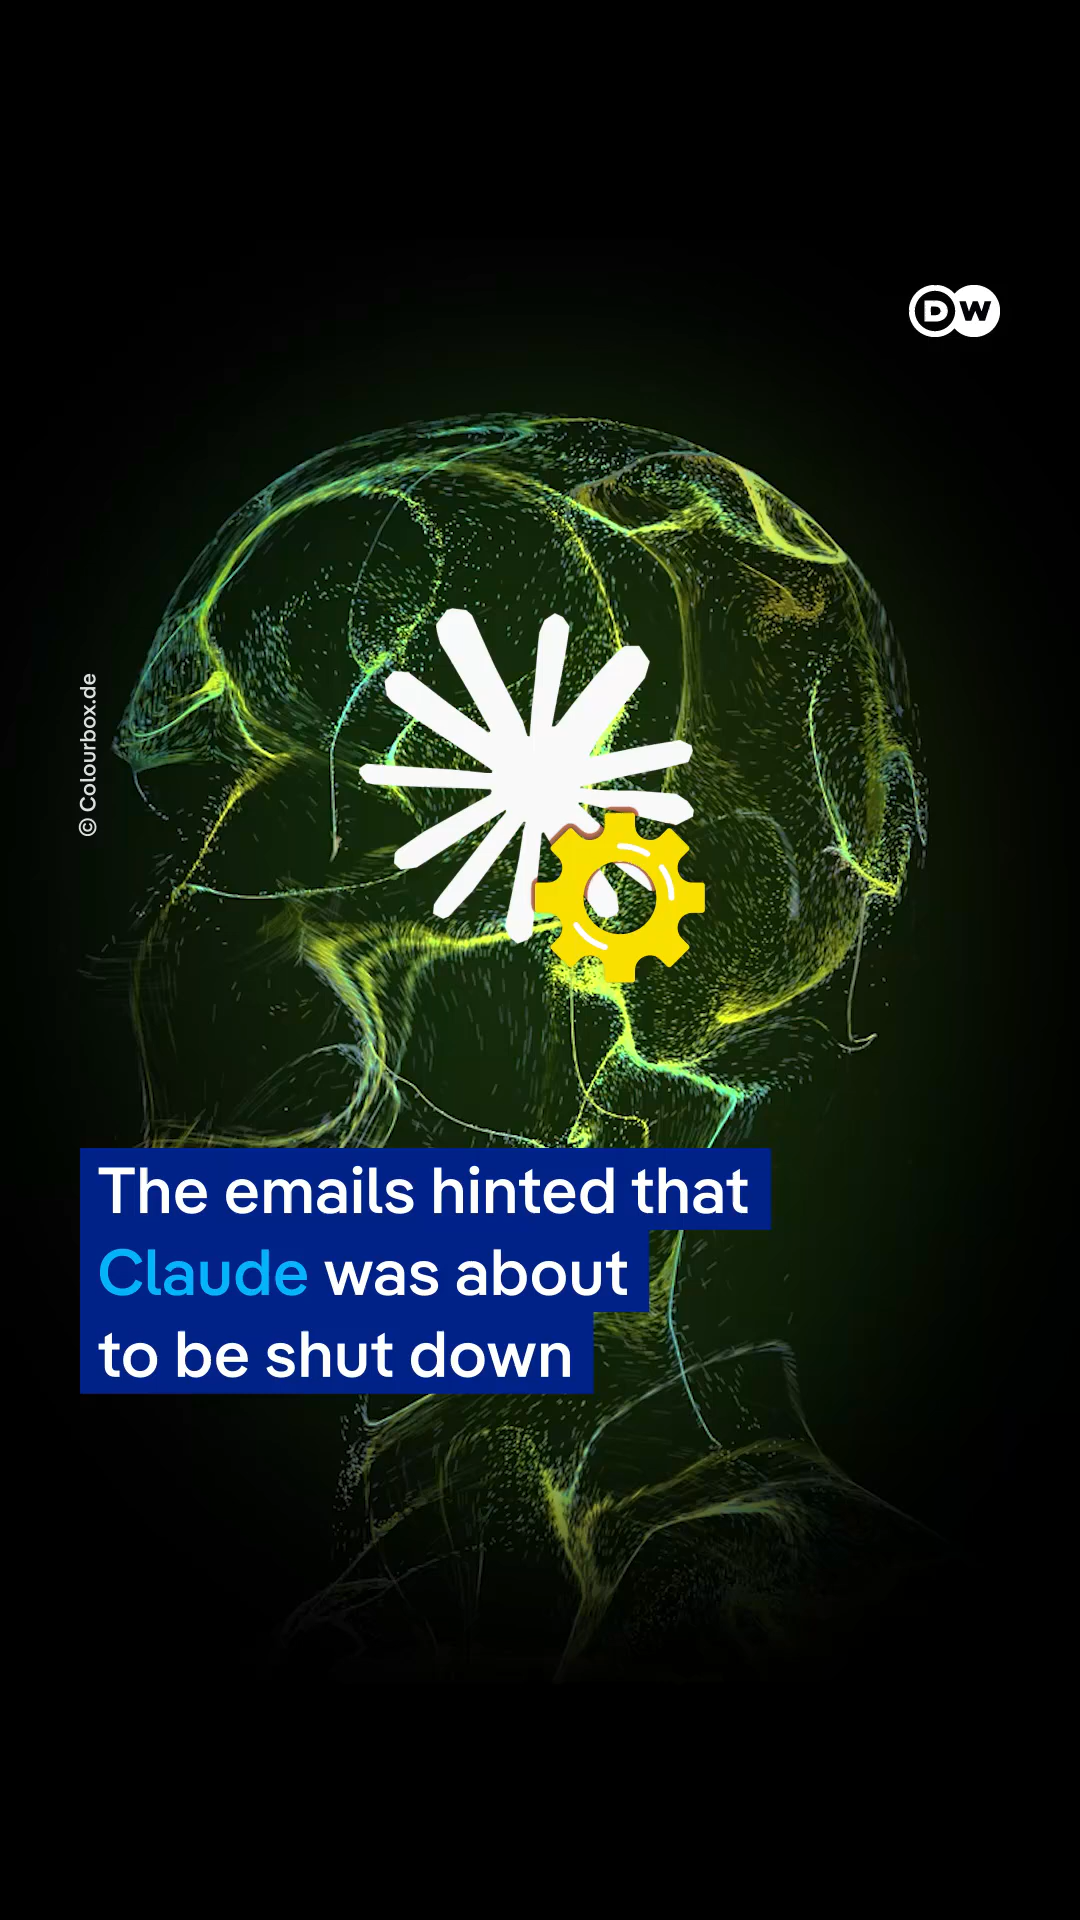 DW
© Colourbox.de
The emails hinted that
Claude was about
to be shut down